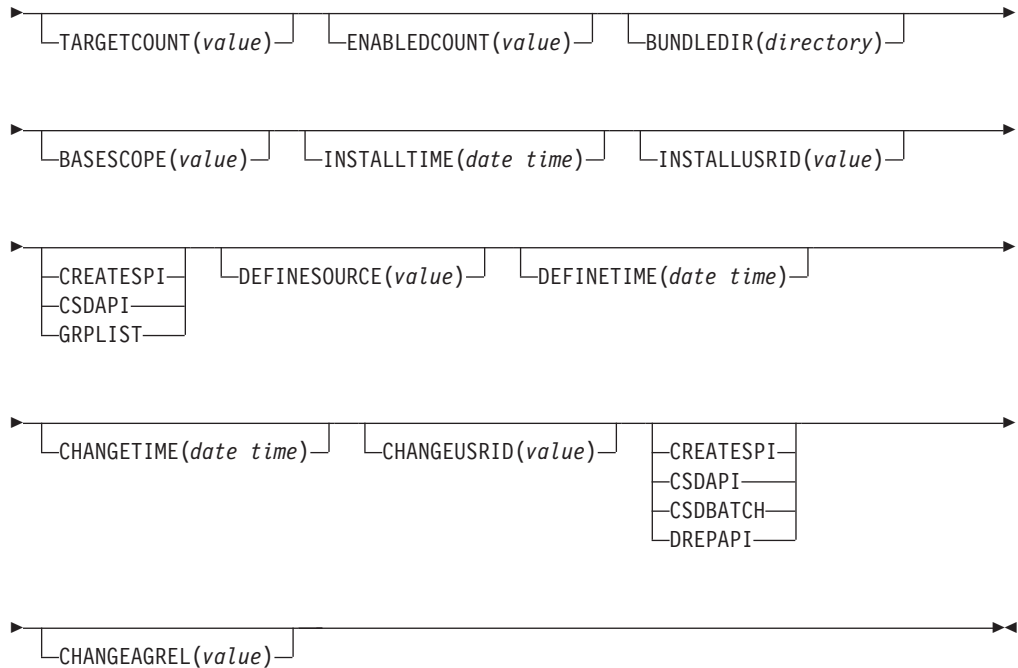 TARGETCOUNT(value) ENABLEDCOUNT(value) BUNDLEDIR(directory)
BASESCOPE(value) INSTALLTIME(date time) INSTALLUSRID(value)
CREATESPI DEFINESOURCE(value) DEFINETIME(date time)
CSDAPI
GRPLIST
CHANGETIME(date time) CHANGEUSRID(value) CREATESPI
CSDAPI
CSDBATCH
DREPAPI
CHANGEAGREL(value)